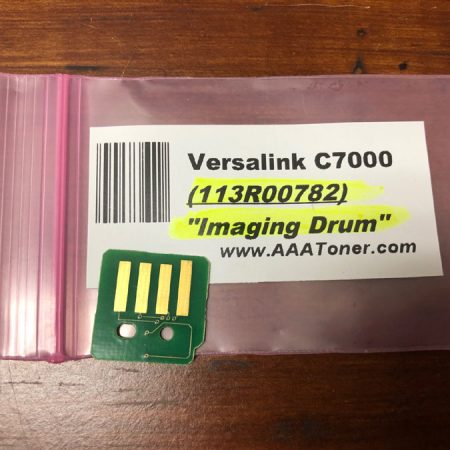 Versalink C7000
(113R00782)
"Imaging Drum"
www.AAAToner.com